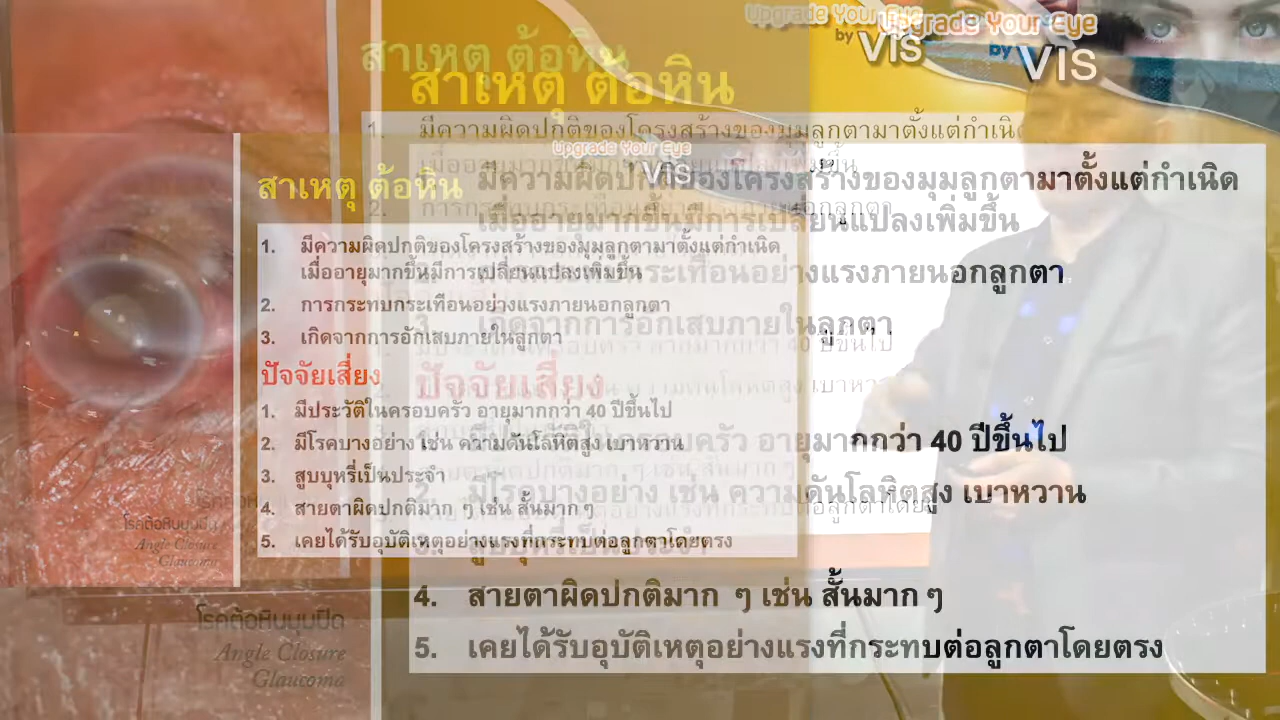 Upgrade Your Eye
by VIS
สาเหตุ ต้อหิน
1. มีความผิดปกติของโครงสร้างของมุมลูกตามาตั้งแต่กำเนิด
เมื่ออายุมากขึ้นมีการเปลี่ยนแปลงเพิ่มขึ้น
2. การกระทบกระเทือนอย่างแรงภายนอกลูกตา
3. เกิดจากการอักเสบภายในลูกตา
ปัจจัยเสี่ยง
1. มีประวัติในครอบครัว อายุมากกว่า 40 ปีขึ้นไป
2. มีโรคบางอย่าง เช่น ความดันโลหิตสูง เบาหวาน
3. สูบบุหรี่เป็นประจำ
4. สายตาผิดปกติมาก ๆ เช่น สั้นมาก ๆ
5. เคยได้รับอุบัติเหตุอย่างแรงที่กระทบต่อลูกตาโดยตรง
โรคต้อหินมุมปิด
Angle Closure
Glaucoma